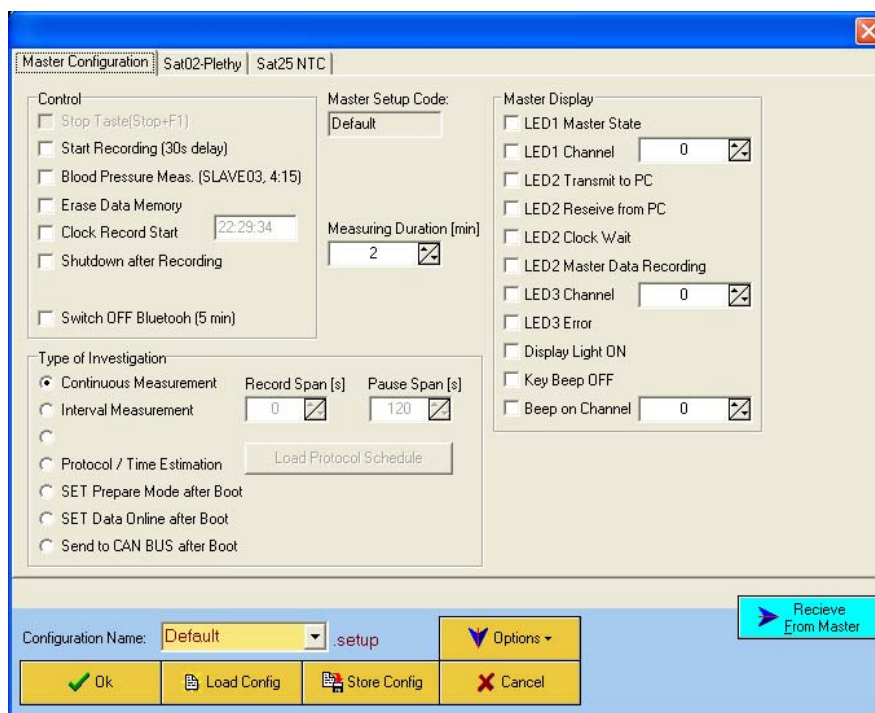 Master Configuration Sat02-Plethy Sat25 NTC
Control
Stop Taste(Stop+F1)
Start Recording (30s delay)
Blood Pressure Meas. (SLAVE03, 4:15)
Erase Data Memory
Clock Record Start 22:29:34
Shutdown after Recording
Switch OFF Bluetooh (5 min)
Master Setup Code:
Default
Measuring Duration [min]
2
Master Display
LED1 Master State
LED1 Channel 0
LED2 Transmit to PC
LED2 Reseive from PC
LED2 Clock Wait
LED2 Master Data Recording
LED3 Channel 0
LED3 Error
Display Light ON
Key Beep OFF
Beep on Channel 0
Type of Investigation
Continuous Measurement Record Span [s] Pause Span [s]
Interval Measurement 0 120
Protocol / Time Estimation Load Protocol Schedule
SET Prepare Mode after Boot
SET Data Online after Boot
Send to CAN BUS after Boot
Recieve
From Master
Configuration Name: Default .setup Options
Ok Load Config Store Config Cancel